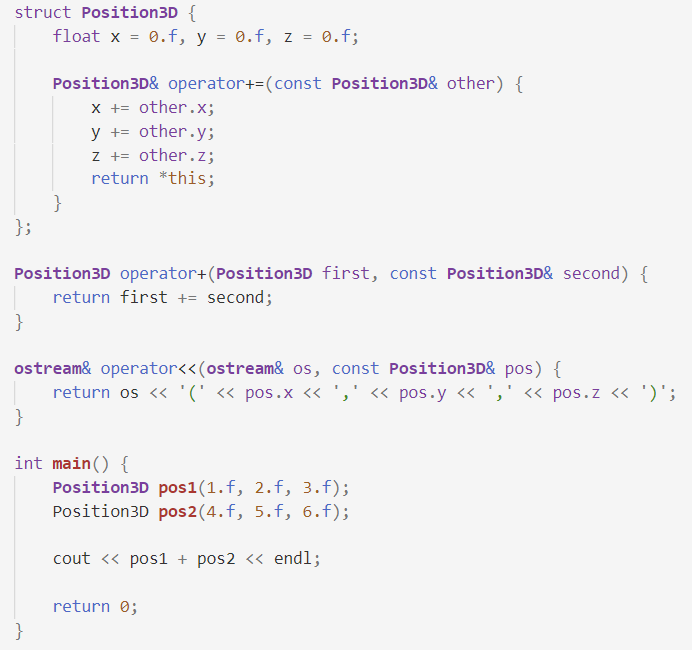 struct Position3D {
float x = 0.f, y = 0.f, z = 0.f;
Position3D& operator+=(const Position3D& other) {
x += other.x;
y += other.y;
z += other.z;
return *this;
}
};
Position3D operator+(Position3D first, const Position3D& second) {
return first += second;
}
ostream& operator<<(ostream& os, const Position3D& pos) {
return os << '(' << pos.x << ',' << pos.y << ',' << pos.z << ')';
}
int main() {
Position3D pos1(1.f, 2.f, 3.f);
Position3D pos2(4.f, 5.f, 6.f);
cout << pos1 + pos2 << endl;
return 0;
}